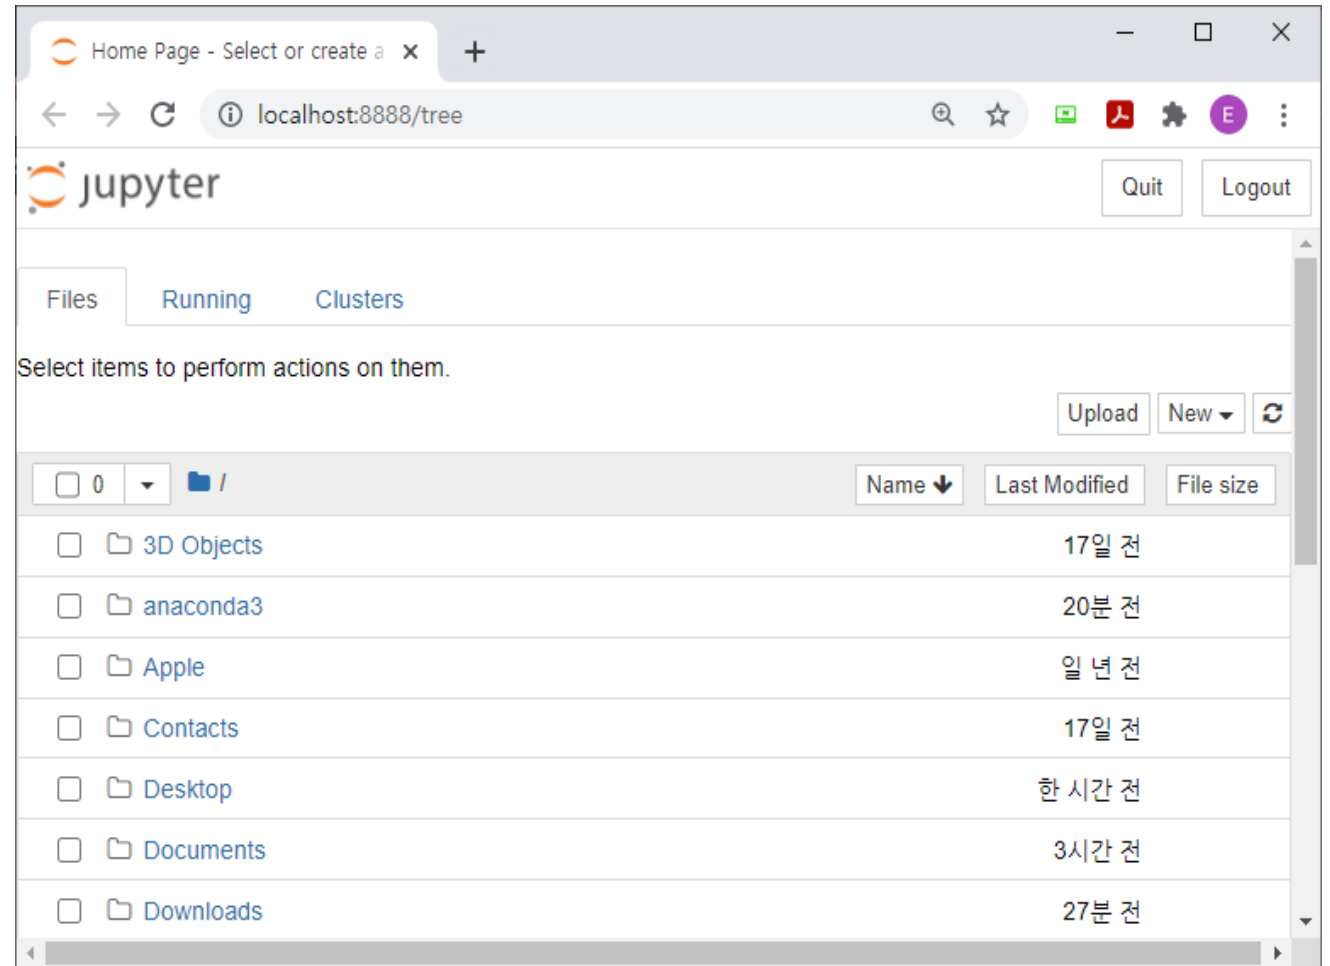 Home Page - Select or create a
localhost:8888/tree
E
jupyter
Quit Logout
Files Running Clusters
Select items to perform actions on them.
Upload New
0 / Name Last Modified File size
3D Objects 17일 전
anaconda3 20분 전
Apple 일 년 전
Contacts 17일 전
Desktop 한 시간 전
Documents 3시간 전
Downloads 27분 전